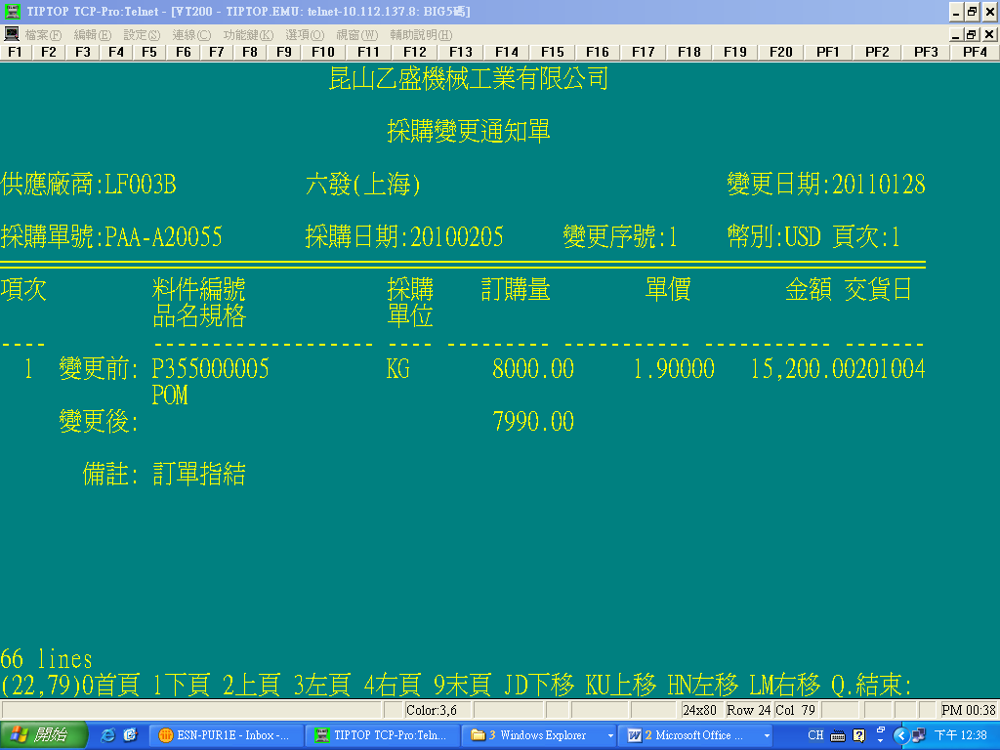 TIPTOP TCP-Pro:Telnet - [VT200 - TIPTOP.EMU: telnet-10.112.137.8: BIG5碼]
檔案(F) 編輯(E) 設定(S) 連線(C) 功能鍵(K) 選項(O) 視窗(W) 輔助說明(H)
F1 F2 F3 F4 F5 F6 F7 F8 F9 F10 F11 F12 F13 F14 F15 F16 F17 F18 F19 F20 PF1 PF2 PF3 PF4
昆山乙盛機械工業有限公司
採購變更通知單
供應廠商:LF003B 六發(上海) 變更日期:20110128
採購單號:PAA-A20055 採購日期:20100205 變更序號:1 幣別:USD 頁次:1
項次 料件編號 採購 訂購量 單價 金額 交貨日
品名規格 單位
---- ------------------- ---- --------- ----------- ----------- -------
1 變更前: P355000005 KG 8000.00 1.90000 15,200.00201004
POM
變更後: 7990.00
備註: 訂單指結
66 lines
(22,79)0首頁 1下頁 2上頁 3左頁 4右頁 9末頁 JD下移 KU上移 HN左移 LM右移 Q.結束:
Color:3,6 24x80 Row 24 Col 79 PM 00:38
開始 ESN-PUR1E - Inbox -... TIPTOP TCP-Pro:Teln... 3 Windows Explorer 2 Microsoft Office ... CH 下午 12:38